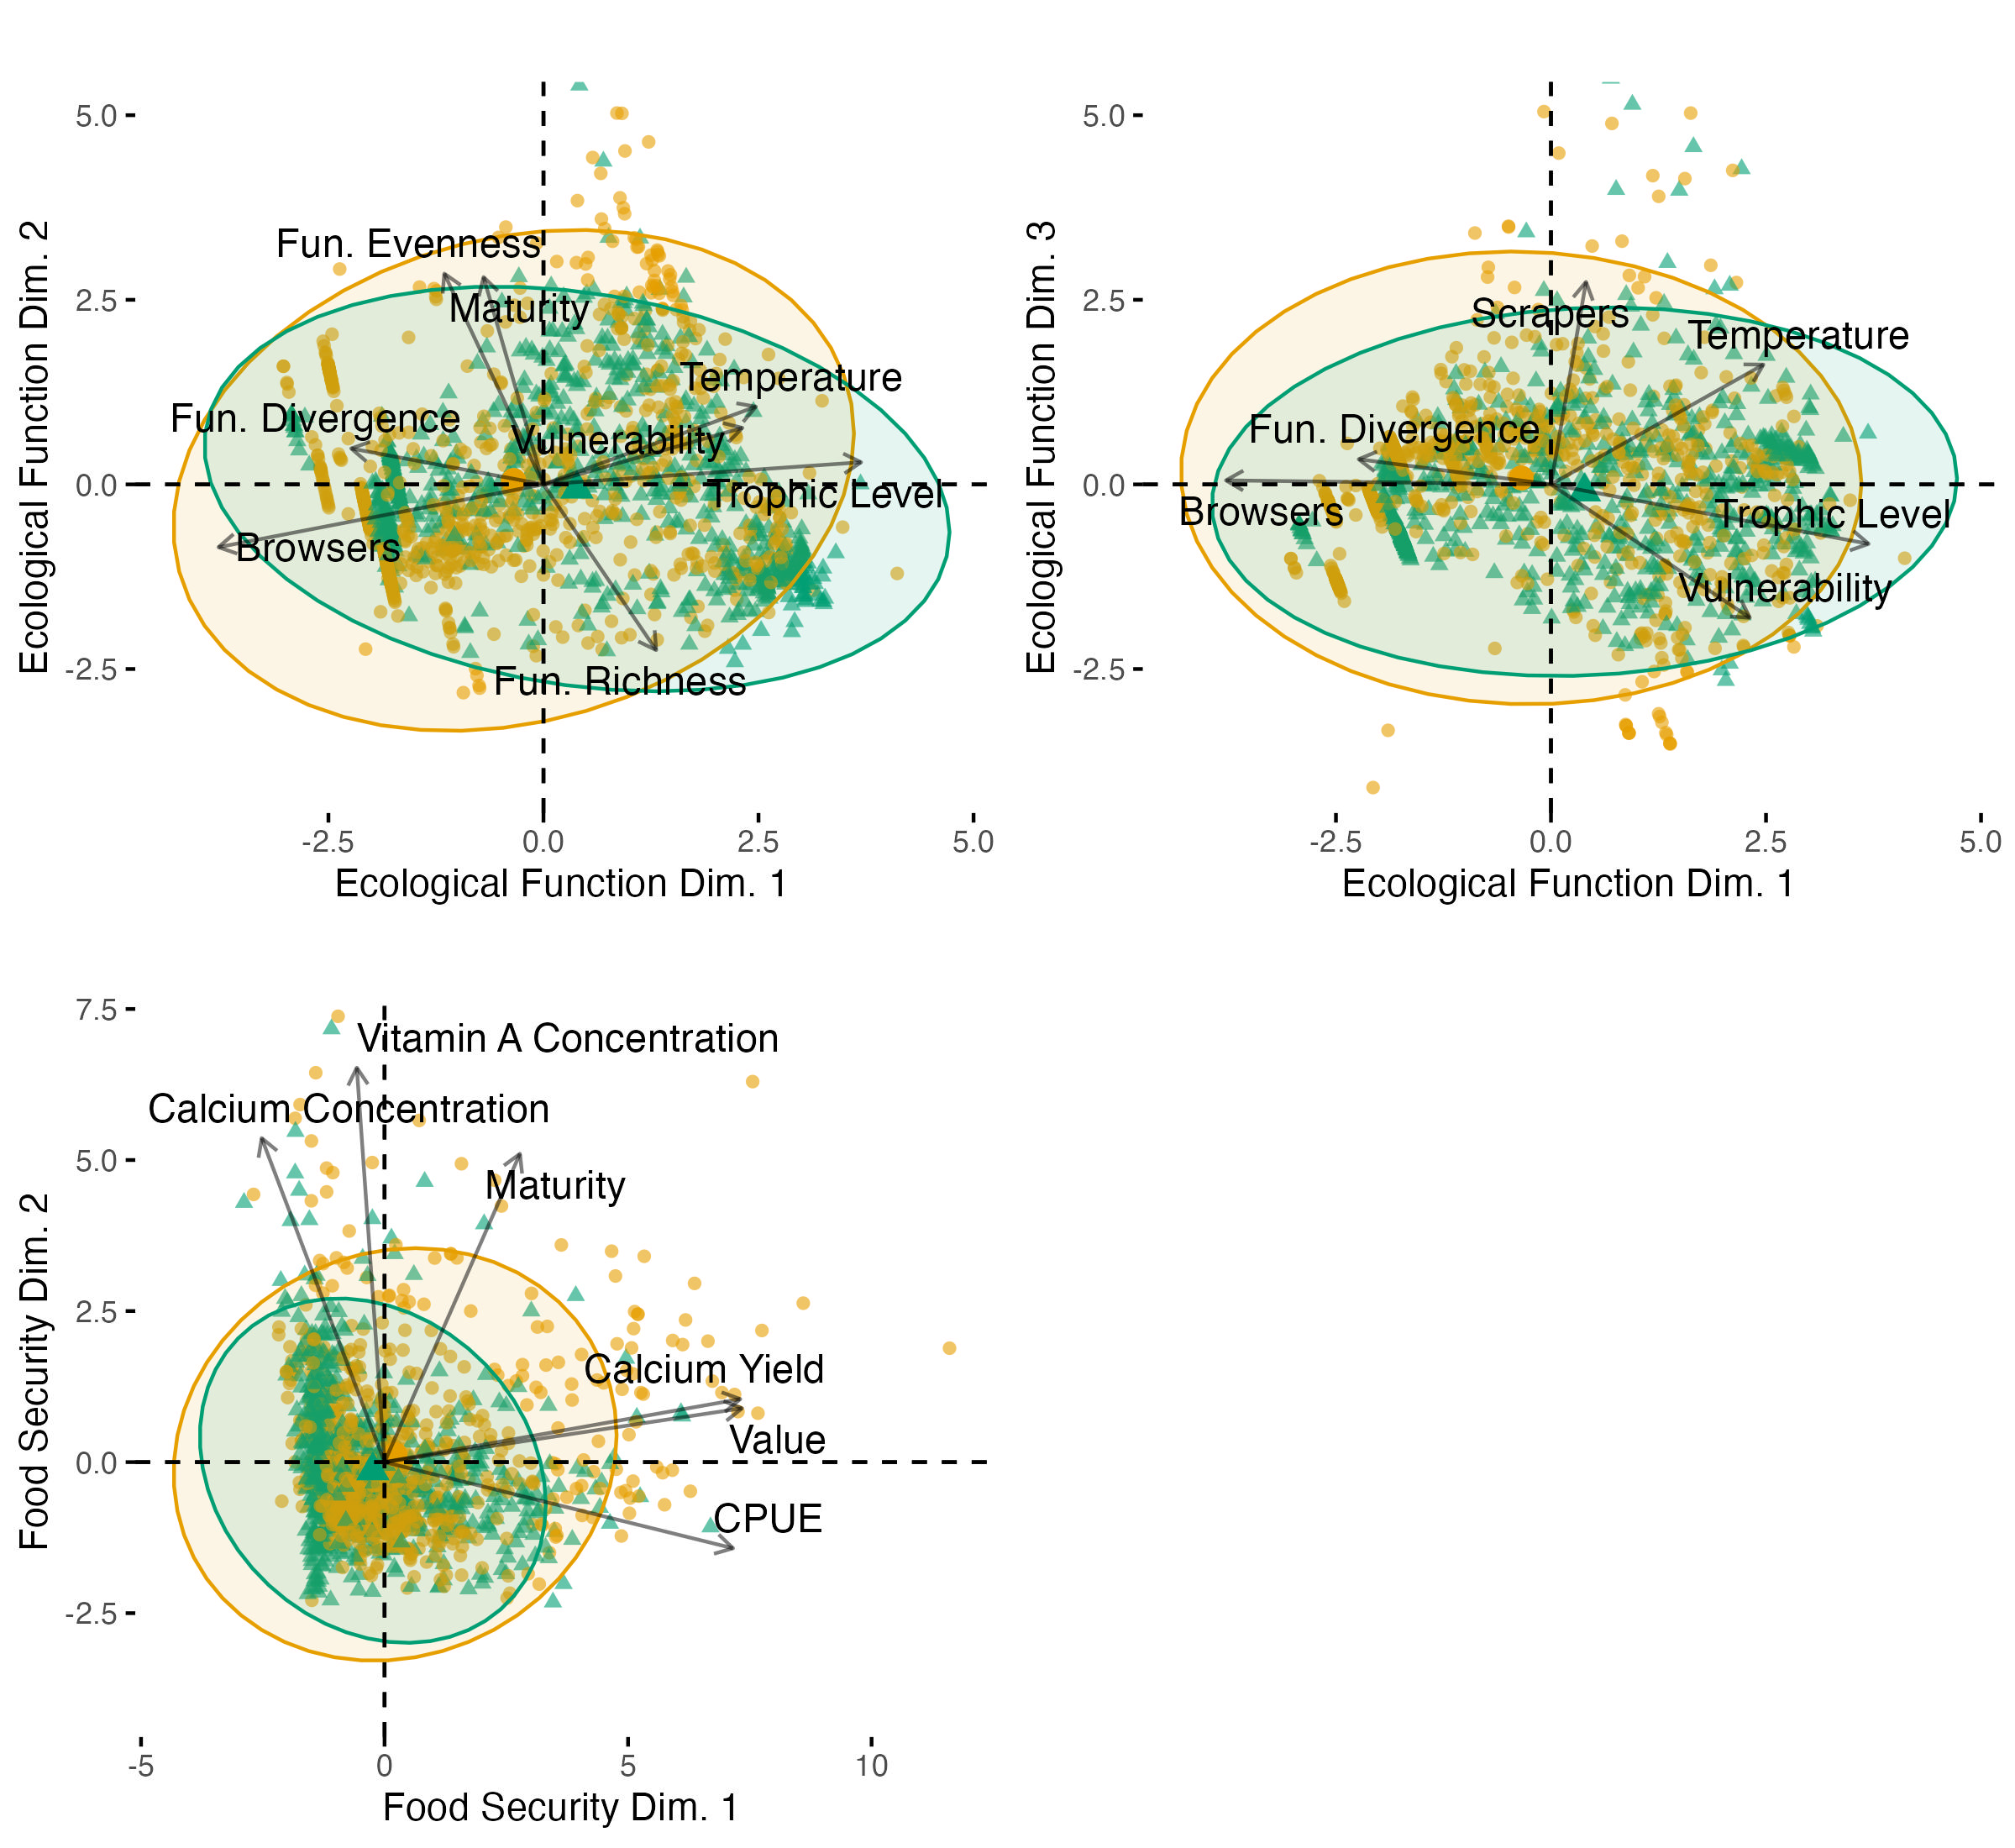 5.0
2.5
0.0
-2.5
Ecological Function Dim. 2
Fun. Evenness
Maturity
Temperature
Fun. Divergence
Vulnerability
Trophic Level
Browsers
Fun. Richness
-2.5 0.0 2.5 5.0
Ecological Function Dim. 1
5.0
2.5
0.0
-2.5
Ecological Function Dim. 3
Scrapers
Temperature
Fun. Divergence
Browsers
Trophic Level
Vulnerability
-2.5 0.0 2.5 5.0
Ecological Function Dim. 1
7.5
5.0
2.5
0.0
-2.5
Food Security Dim. 2
Vitamin A Concentration
Calcium Concentration
Maturity
Calcium Yield
Value
CPUE
-5 0 5 10
Food Security Dim. 1